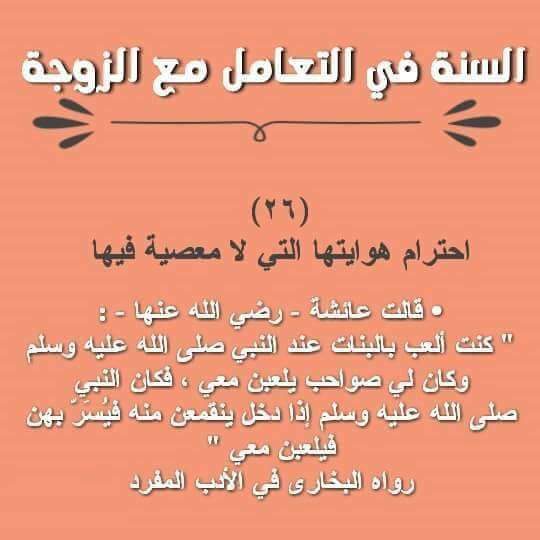 السنة في التعامل مع الزوجة
(٢٦)
احترام هوايتها التي لا معصية فيها
• قالت عائشة - رضي الله عنها - :
" كنت ألعب بالبنات عند النبي صلى الله عليه وسلم
وكان لي صواحب يلعبن معي ، فكان النبي
صلى الله عليه وسلم إذا دخل ينقمعن منه فيُسَرّ بهن
فيلعبن معي "
رواه البخارى في الأدب المفرد